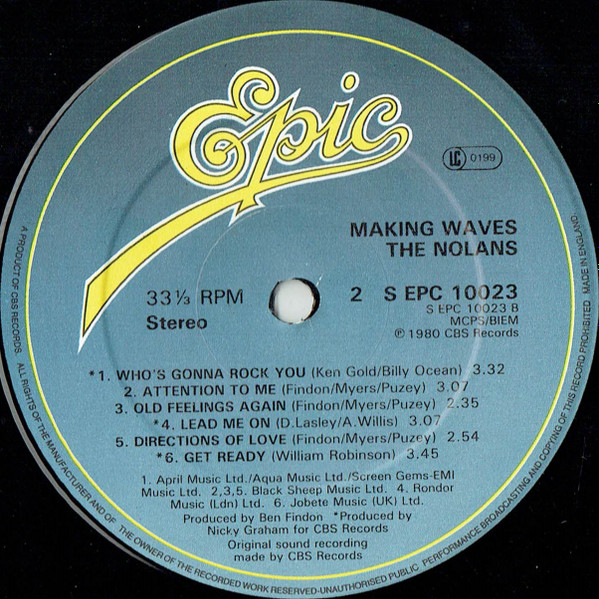 Epic
LC 0199
MAKING WAVES
THE NOLANS
33⅓ RPM
Stereo
2 S EPC 10023
S EPC 10023 B
MCPS/BIEM
℗ 1980 CBS Records
*1. WHO'S GONNA ROCK YOU (Ken Gold/Billy Ocean) 3.32
2. ATTENTION TO ME (Findon/Myers/Puzey) 3.07
3. OLD FEELINGS AGAIN (Findon/Myers/Puzey) 2.35
*4. LEAD ME ON (D.Lasley/A.Willis) 3.07
5. DIRECTIONS OF LOVE (Findon/Myers/Puzey) 2.54
*6. GET READY (William Robinson) 3.45
1. April Music Ltd./Aqua Music Ltd./Screen Gems-EMI
Music Ltd. 2,3,5. Black Sheep Music Ltd. 4. Rondor
Music (Ldn) Ltd. 6. Jobete Music (UK) Ltd.
Produced by Ben Findon *Produced by
Nicky Graham for CBS Records
Original sound recording
made by CBS Records
A PRODUCT OF CBS RECORDS. ALL RIGHTS OF THE MANUFACTURER AND OF THE OWNER OF THE RECORDED WORK RESERVED-UNAUTHORISED PUBLIC PERFORMANCE BROADCASTING AND COPYING OF THIS RECORD PROHIBITED MADE IN ENGLAND.